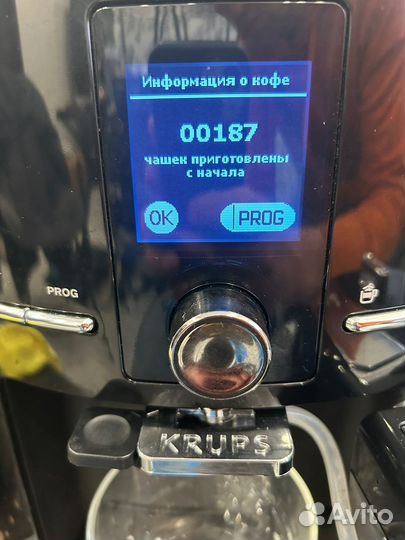 Информация о кофе
00187
чашек приготовлены
с начала
OK PROG
PROG
KRUPS
Avito